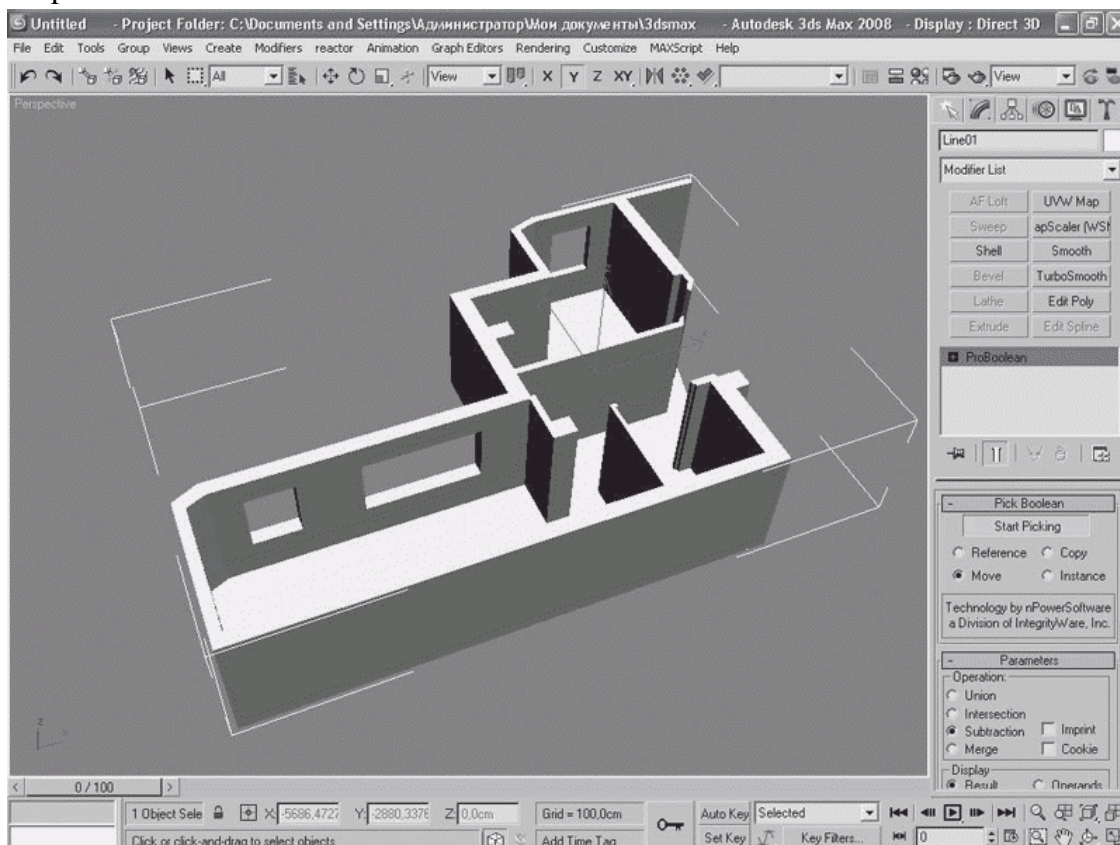 Untitled - Project Folder: C:\Documents and Settings\Администратор\Мои документы\3dsmax - Autodesk 3ds Max 2008 - Display : Direct 3D
File Edit Tools Group Views Create Modifiers reactor Animation Graph Editors Rendering Customize MAXScript Help
All View X Y Z XY View
Perspective
Line01
Modifier List
AF Loft UVW Map
Sweep apScaler (WSM
Shell Smooth
Bevel TurboSmooth
Lathe Edit Poly
Extrude Edit Spline
ProBoolean
- Pick Boolean
Start Picking
Reference Copy
Move Instance
Technology by nPowerSoftware
a Division of IntegrityWare, Inc.
- Parameters
Operation:
Union
Intersection
Subtraction Imprint
Merge Cookie
Display
Result Operands
z
0 / 100
1 Object Sele X: -5686,472 Y: -2880,337 Z: 0,0cm Grid = 100,0cm Auto Key Selected
Click or click-and-drag to select objects Add Time Tag Set Key Key Filters... 0